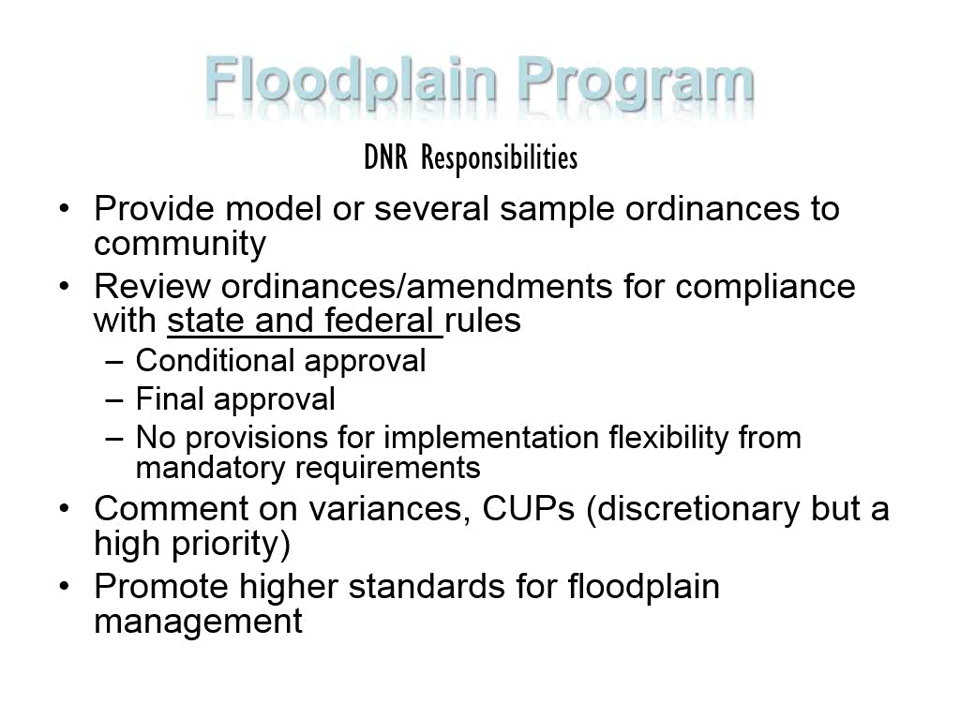 Floodplain Program
DNR Responsibilities
• Provide model or several sample ordinances to
community
• Review ordinances/amendments for compliance
with state and federal rules
– Conditional approval
– Final approval
– No provisions for implementation flexibility from
mandatory requirements
• Comment on variances, CUPs (discretionary but a
high priority)
• Promote higher standards for floodplain
management